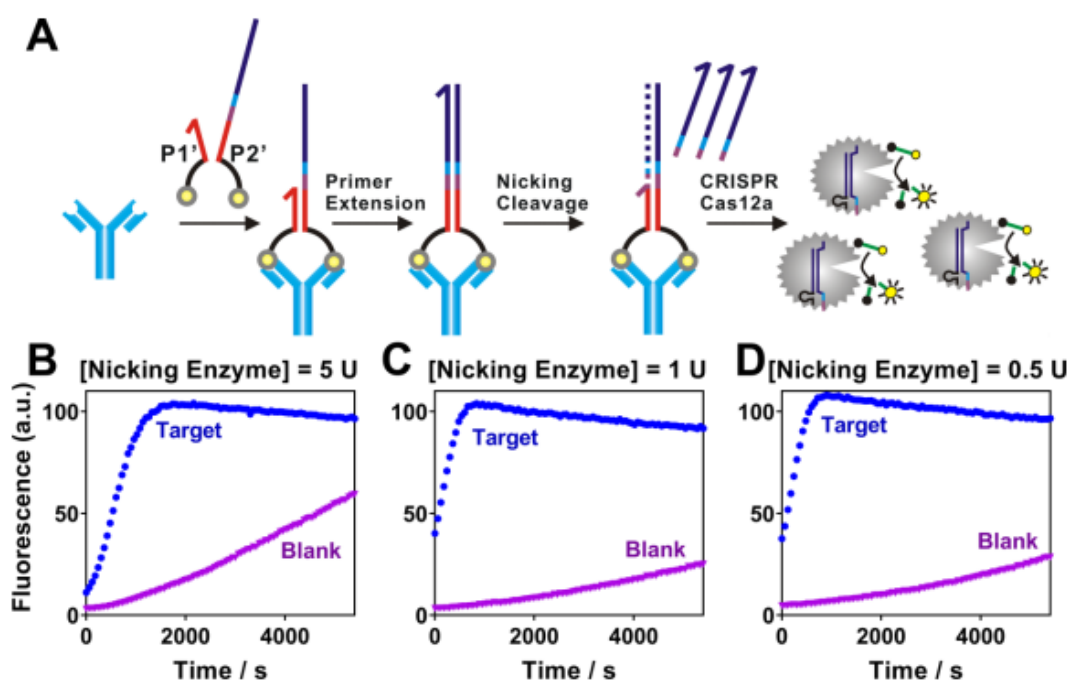 A
P1' P2'
Primer
Extension
Nicking
Cleavage
CRISPR
Cas12a
B
[Nicking Enzyme] = 5 U
Fluorescence (a.u.)
100
50
0
Target
Blank
0 2000 4000
Time / s
C
[Nicking Enzyme] = 1 U
100
50
0
Target
Blank
0 2000 4000
Time / s
D
[Nicking Enzyme] = 0.5 U
100
50
0
Target
Blank
0 2000 4000
Time / s